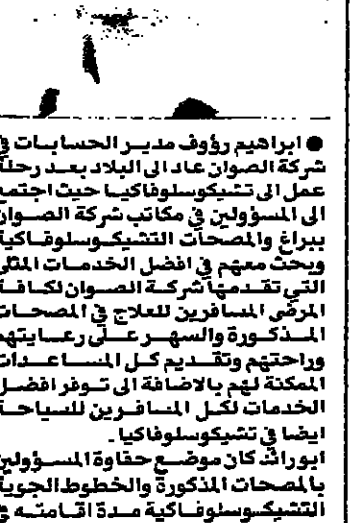 ● ابراهيم رؤوف مدير الحسابات في
شركة الصوان عاد الى البلاد بعد رحلة
عمل الى تشيكوسلوفاكيا حيث اجتمع
الى المسؤولين في مكاتب شركة الصوان
ببراغ والمصحات التشيكوسلوفاكية
وبحث معهم في افضل الخدمات المثلى
التي تقدمها شركة الصوان لكافة
المرضى المسافرين للعلاج في المصحات
المذكورة والسهر على رعايتهم
وراحتهم وتقديم كل المساعدات
الممكنة لهم بالاضافة الى توفر افضل
الخدمات لكل المسافرين للسياحة
ايضا في تشيكوسلوفاكيا .
ابو رائد كان موضع حفاوة المسؤولين
بالمصحات المذكورة والخطوط الجوية
التشيكوسلوفاكية مدة اقامته في